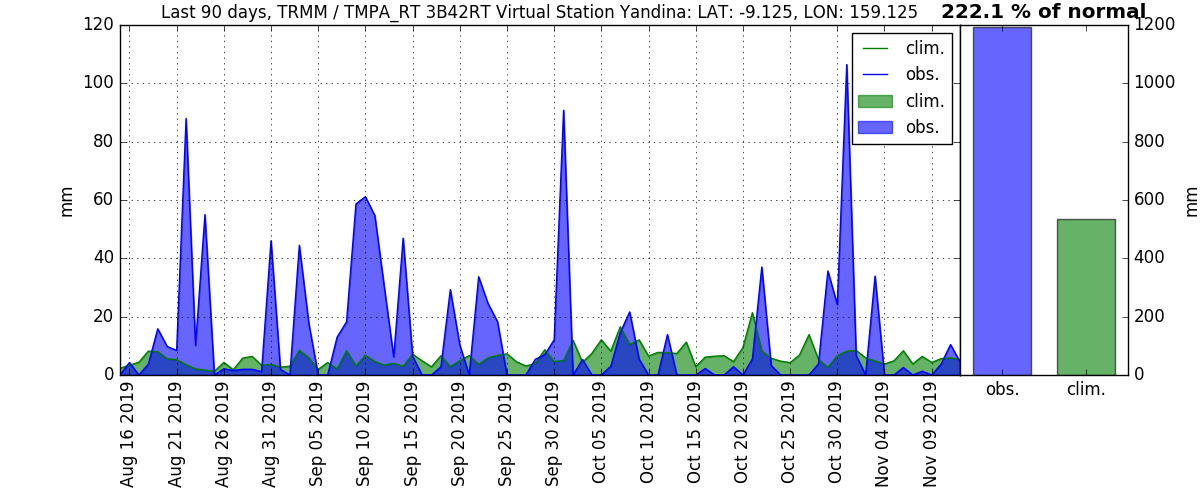 Last 90 days, TRMM / TMPA_RT 3B42RT Virtual Station Yandina: LAT: -9.125, LON: 159.125
222.1 % of normal
120
100
80
60
40
20
0
mm
clim.
obs.
clim.
obs.
1200
1000
800
600
400
200
0
mm
obs.
clim.
Aug 16 2019
Aug 21 2019
Aug 26 2019
Aug 31 2019
Sep 05 2019
Sep 10 2019
Sep 15 2019
Sep 20 2019
Sep 25 2019
Sep 30 2019
Oct 05 2019
Oct 10 2019
Oct 15 2019
Oct 20 2019
Oct 25 2019
Oct 30 2019
Nov 04 2019
Nov 09 2019